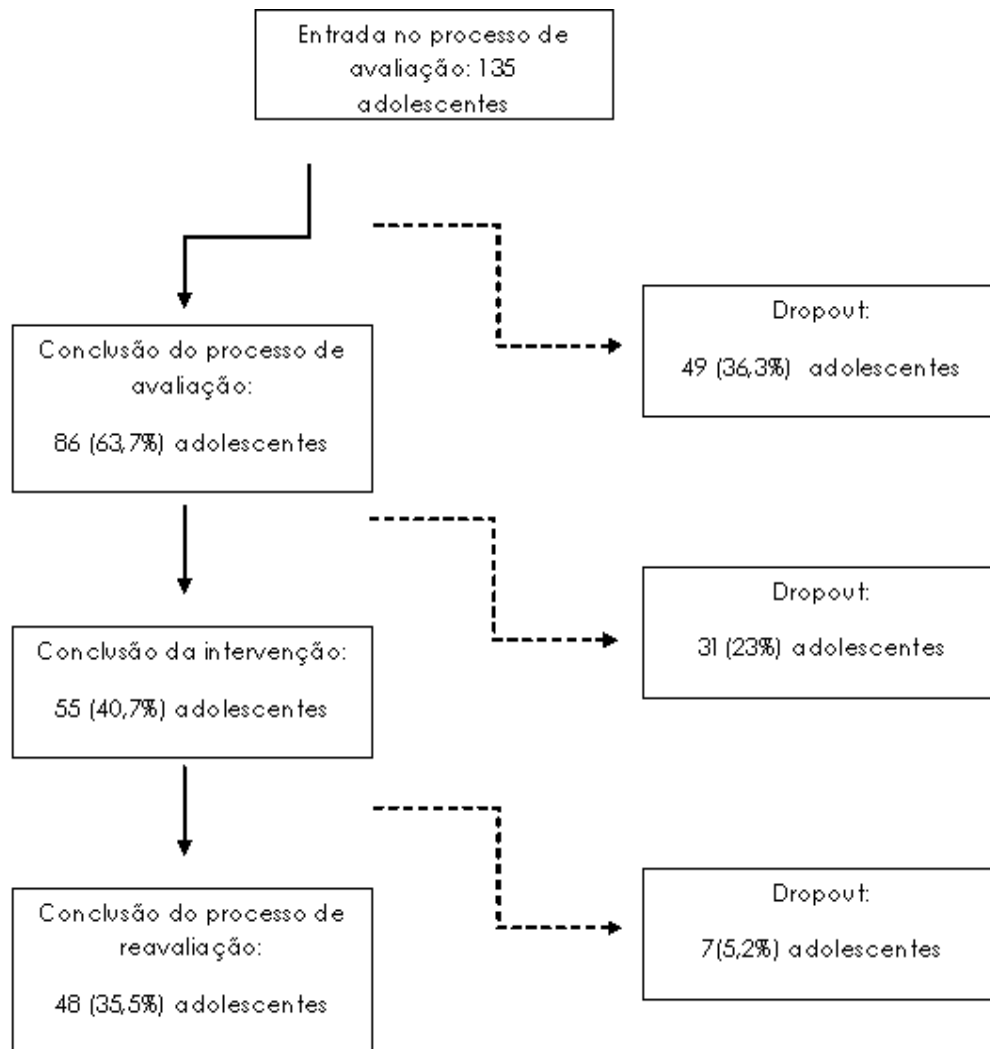 Entrada no processo de
avaliação: 135
adolescentes
Dropout:
49 (36,3%) adolescentes
Conclusão do processo de
avaliação:
86 (63,7%) adolescentes
Dropout:
31 (23%) adolescentes
Conclusão da intervenção:
55 (40,7%) adolescentes
Dropout:
7(5,2%) adolescentes
Conclusão do processo de
reavaliação:
48 (35,5%) adolescentes